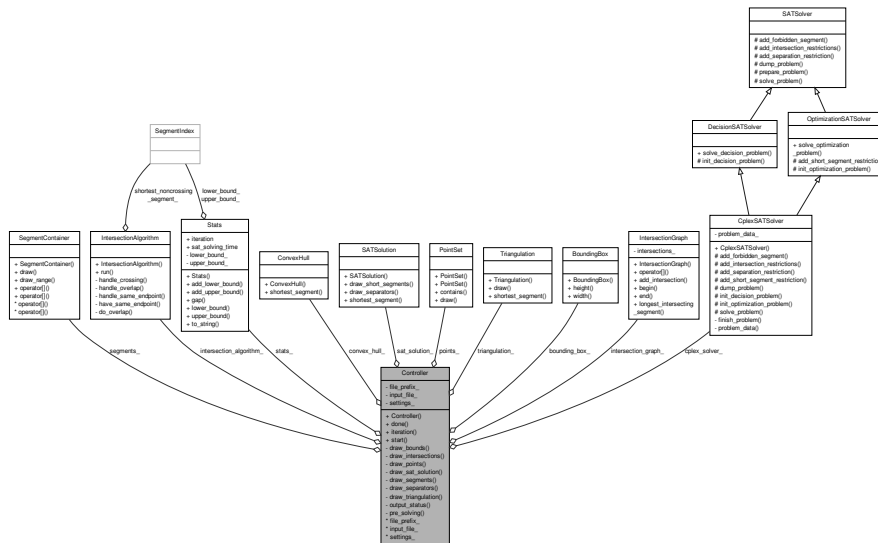 SATSolver
# add_forbidden_segment()
# add_intersection_restrictions()
# add_separation_restriction()
# dump_problem()
# prepare_problem()
# solve_problem()
DecisionSATSolver
+ solve_decision_problem()
# init_decision_problem()
OptimizationSATSolver
+ solve_optimization
_problem()
# add_short_segment_restriction()
# init_optimization_problem()
SegmentIndex
shortest_noncrossing
_segment_
lower_bound_
upper_bound_
SegmentContainer
+ SegmentContainer()
+ draw()
+ draw_range()
+ operator[]()
+ operator[]()
* operator[]()
* operator[]()
IntersectionAlgorithm
+ IntersectionAlgorithm()
+ run()
- handle_crossing()
- handle_overlap()
- handle_same_endpoint()
- have_same_endpoint()
- do_overlap()
Stats
+ iteration
+ sat_solving_time
- lower_bound_
- upper_bound_
+ Stats()
+ add_lower_bound()
+ add_upper_bound()
+ gap()
+ lower_bound()
+ upper_bound()
+ to_string()
ConvexHull
+ ConvexHull()
+ shortest_segment()
SATSolution
+ SATSolution()
+ draw_short_segments()
+ draw_separators()
+ shortest_segment()
PointSet
+ PointSet()
+ PointSet()
+ contains()
+ draw()
Triangulation
+ Triangulation()
+ draw()
+ shortest_segment()
BoundingBox
+ BoundingBox()
+ height()
+ width()
IntersectionGraph
- intersections_
+ IntersectionGraph()
+ operator[]()
+ add_intersection()
+ begin()
+ end()
+ longest_intersecting
_segment()
CplexSATSolver
- problem_data_
+ CplexSATSolver()
# add_forbidden_segment()
# add_intersection_restrictions()
# add_separation_restriction()
# add_short_segment_restriction()
# dump_problem()
# init_decision_problem()
# init_optimization_problem()
# solve_problem()
- finish_problem()
- problem_data()
segments_
intersection_algorithm_
stats_
convex_hull_
sat_solution_
points_
triangulation_
bounding_box_
intersection_graph_
cplex_solver_
Controller
- file_prefix_
- input_file_
- settings_
+ Controller()
+ done()
+ iteration()
+ start()
- draw_bounds()
- draw_intersections()
- draw_points()
- draw_sat_solution()
- draw_segments()
- draw_separators()
- draw_triangulation()
- output_status()
- pre_solving()
* file_prefix_
* input_file_
* settings_